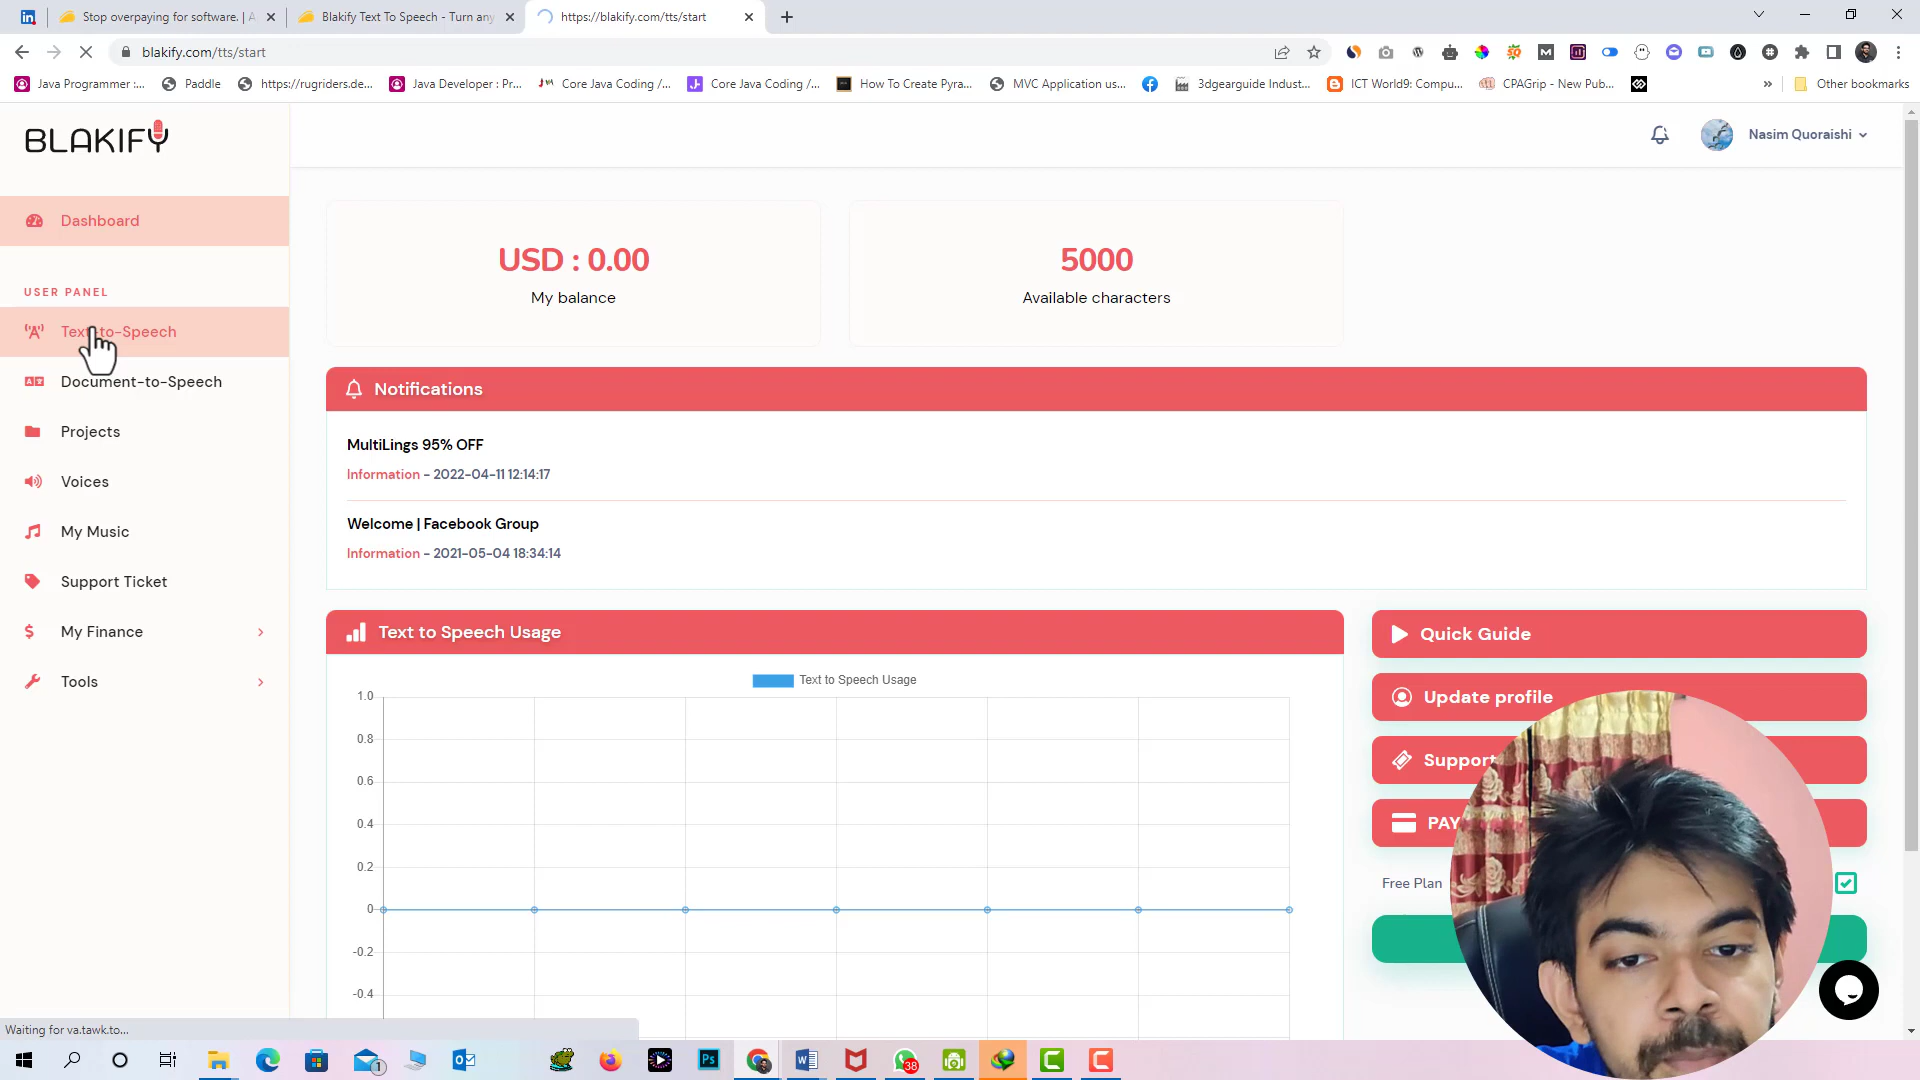 Stop overpaying for software. | A
Blakify Text To Speech - Turn any
https://blakify.com/tts/start
blakify.com/tts/start
Java Programmer :...
Paddle
https://rugriders.de...
Java Developer : Pr...
Core Java Coding /...
Core Java Coding /...
How To Create Pyra...
MVC Application us...
3dgearguide Indust...
ICT World9: Compu...
CPAGrip - New Pub...
Other bookmarks
BLAKIFY
Nasim Quoraishi
Dashboard
USER PANEL
Text-to-Speech
Document-to-Speech
Projects
Voices
My Music
Support Ticket
My Finance
Tools
USD : 0.00
My balance
5000
Available characters
Notifications
MultiLings 95% OFF
Information - 2022-04-11 12:14:17
Welcome | Facebook Group
Information - 2021-05-04 18:34:14
Text to Speech Usage
Text to Speech Usage
1.0
0.8
0.6
0.4
0.2
0
-0.2
-0.4
Quick Guide
Update profile
Support
PAY
Free Plan
Waiting for va.tawk.to...
1
38